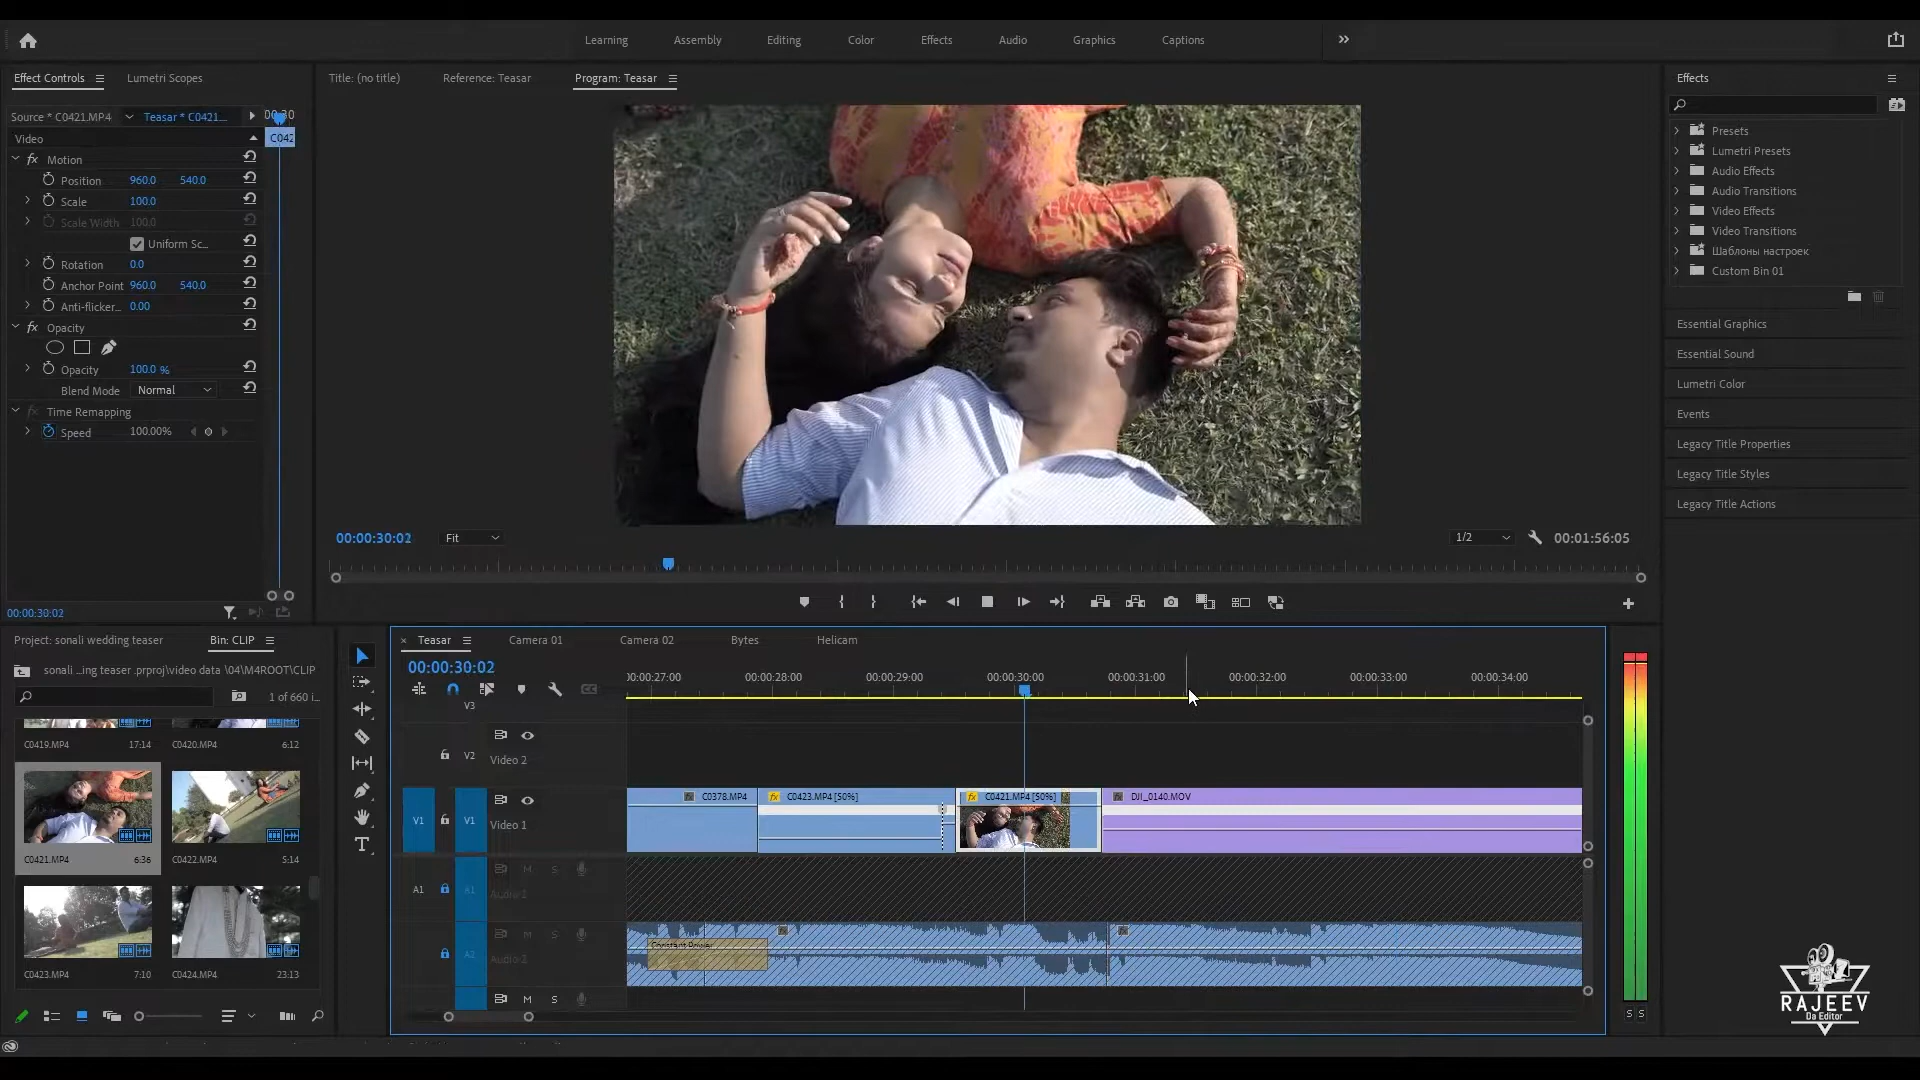 Learning
Assembly
Editing
Color
Effects
Audio
Graphics
Captions
Effect Controls
Lumetri Scopes
Title: (no title)
Reference: Teasar
Program: Teasar
Effects
Source * C0421.MP4
Teasar * C0421...
00:30
Video
C042
Motion
Position 960.0 540.0
Scale 100.0
Scale Width 100.0
Uniform Sc...
Rotation 0.0
Anchor Point 960.0 540.0
Anti-flicker... 0.00
fx Opacity
Opacity 100.0 %
Blend Mode Normal
Time Remapping
Speed 100.00%
00:00:30:02
Presets
Lumetri Presets
Audio Effects
Audio Transitions
Video Effects
Video Transitions
Шаблоны настроек
Custom Bin 01
Essential Graphics
Essential Sound
Lumetri Color
Events
Legacy Title Properties
Legacy Title Styles
Legacy Title Actions
00:00:30:02
Fit
1/2
00:01:56:05
Project: sonali wedding teaser
Bin: CLIP
sonali ...ing teaser .prproj\video data \04\M4ROOT\CLIP
1 of 660 i...
C0419.MP4 17:14
C0420.MP4 6:12
C0421.MP4 6:36
C0422.MP4 5:14
C0423.MP4 7:10
C0424.MP4 23:13
Teasar
Camera 01
Camera 02
Bytes
Helicam
00:00:30:02
00:00:27:00
00:00:28:00
00:00:29:00
00:00:30:00
00:00:31:00
00:00:32:00
00:00:33:00
00:00:34:00
V3
V2
Video 2
V1
V1
Video 1
A1
A1
M S
Audio 1
A2
M S
Audio 2
M S
C0378.MP4
C0423.MP4 [50%]
C0421.MP4 [50%]
DJI_0140.MOV
Constant Power
S S
RAJEEV
Da Editor